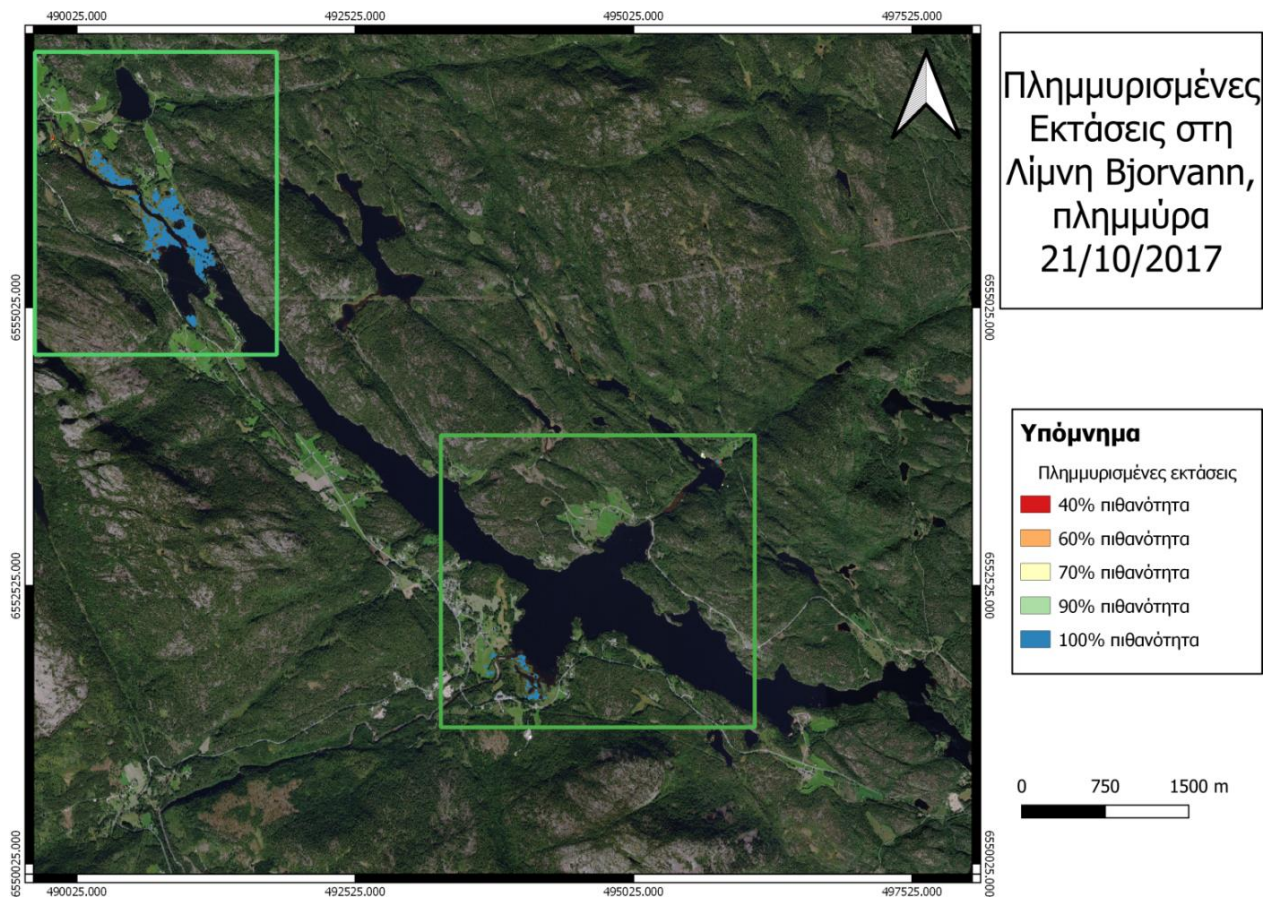 490025.000 492525.000 495025.000 497525.000
Πλημμυρισμένες
Εκτάσεις στη
Λίμνη Bjorvann,
πλημμύρα
21/10/2017
6555025.000 6555025.000
Υπόμνημα
Πλημμυρισμένες εκτάσεις
40% πιθανότητα
60% πιθανότητα
70% πιθανότητα
90% πιθανότητα
100% πιθανότητα
6552525.000 6552525.000
0 750 1500 m
6550025.000 6550025.000
490025.000 492525.000 495025.000 497525.000